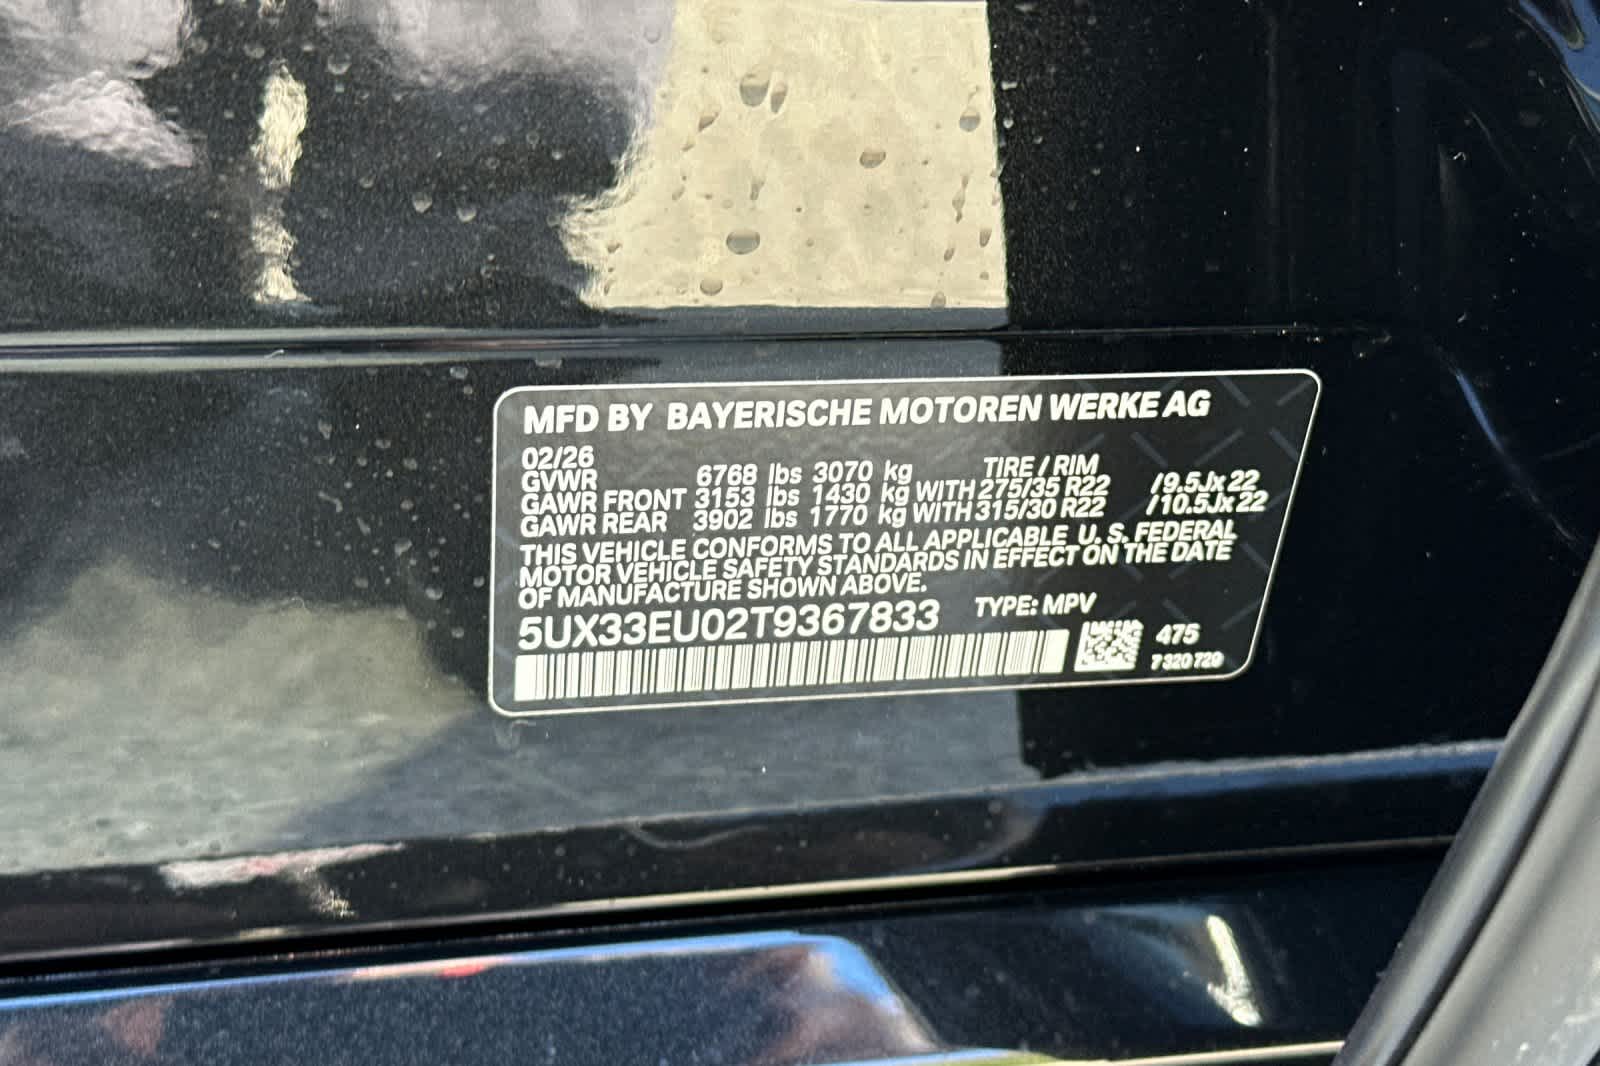 MFD BY BAYERISCHE MOTOREN WERKE AG
02/26
GVWR 6768 lbs 3070 kg TIRE / RIM
GAWR FRONT 3153 lbs 1430 kg WITH 275/35 R22 /9.5Jx22
GAWR REAR 3902 lbs 1770 kg WITH 315/30 R22 /10.5Jx22
THIS VEHICLE CONFORMS TO ALL APPLICABLE U. S. FEDERAL
MOTOR VEHICLE SAFETY STANDARDS IN EFFECT ON THE DATE
OF MANUFACTURE SHOWN ABOVE.
5UX33EU02T9367833 TYPE: MPV
475
7320729